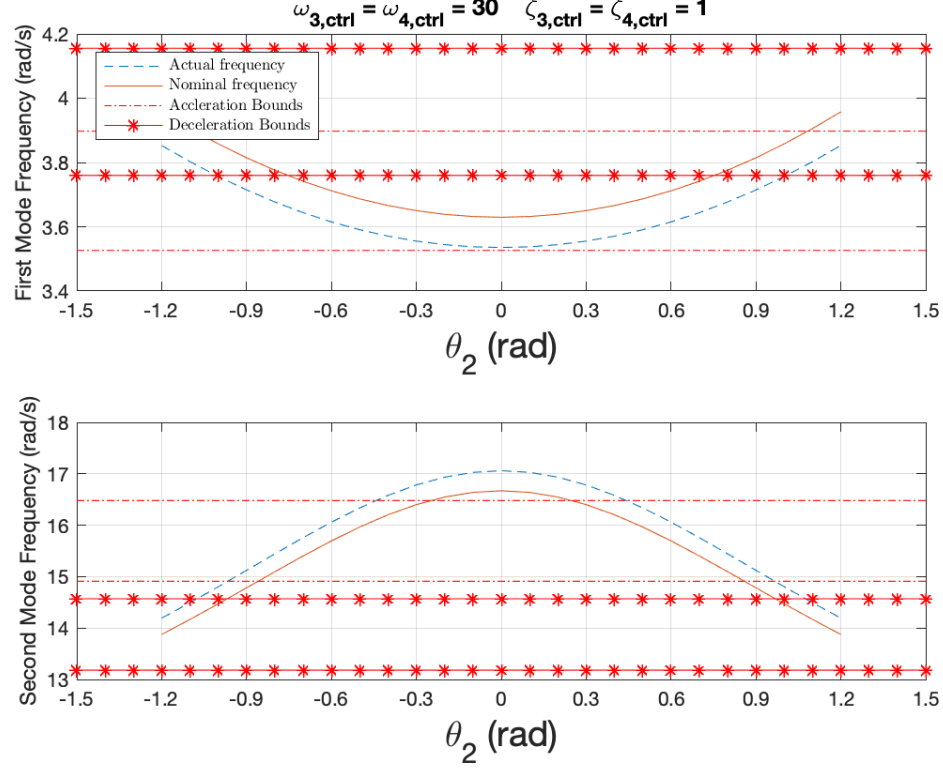 ω3,ctrl = ω4,ctrl = 30 ζ3,ctrl = ζ4,ctrl = 1
First Mode Frequency (rad/s)
4.2
4
3.8
3.6
3.4
Actual frequency
Nominal frequency
Accleration Bounds
Deceleration Bounds
-1.5 -1.2 -0.9 -0.6 -0.3 0 0.3 0.6 0.9 1.2 1.5
θ2 (rad)
Second Mode Frequency (rad/s)
18
17
16
15
14
13
-1.5 -1.2 -0.9 -0.6 -0.3 0 0.3 0.6 0.9 1.2 1.5
θ2 (rad)